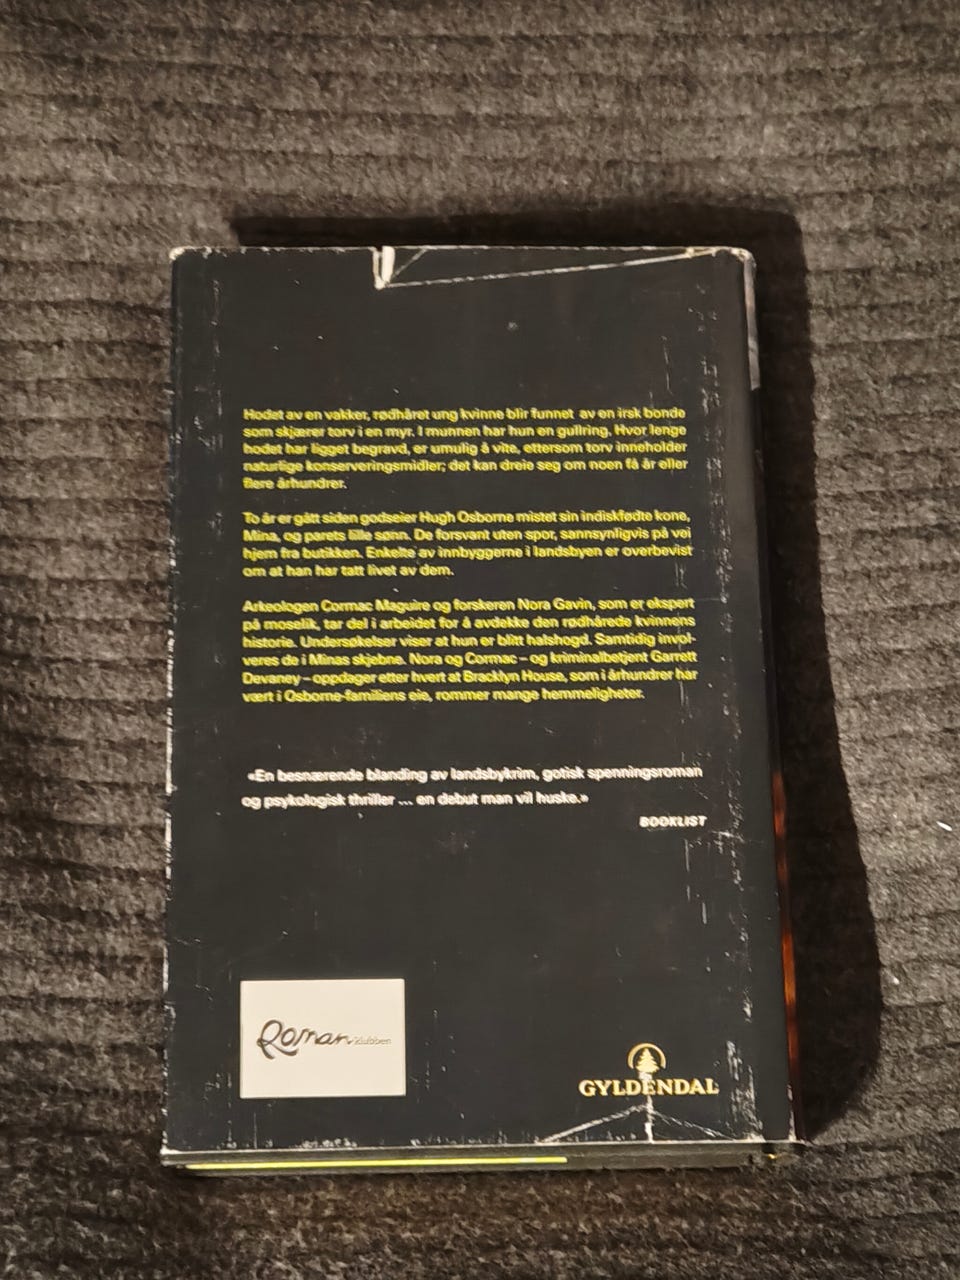 Hodet av en vakker, rødhåret ung kvinne blir funnet av en irsk bonde
som skjærer torv i en myr. I munnen har hun en gullring. Hvor lenge
hodet har ligget begravd, er umulig å vite, ettersom torv inneholder
naturlige konserveringsmidler; det kan dreie seg om noen få år eller
flere århundrer.
To år er gått siden godseier Hugh Osborne mistet sin indiskfødte kone,
Mina, og parets lille sønn. De forsvant uten spor, sannsynligvis på vei
hjem fra butikken. Enkelte av innbyggerne i landsbyen er overbevist
om at han har tatt livet av dem.
Arkeologen Cormac Maguire og forskeren Nora Gavin, som er ekspert
på moselik, tar del i arbeidet for å avdekke den rødhårede kvinnens
historie. Undersøkelser viser at hun er blitt halshogd. Samtidig invol-
veres de i Minas skjebne. Nora og Cormac – og kriminalbetjent Garrett
Devaney – oppdager etter hvert at Bracklyn House, som i århundrer har
vært i Osborne-familiens eie, rommer mange hemmeligheter.
«En besnærende blanding av landsbykrim, gotisk spenningsroman
og psykologisk thriller ... en debut man vil huske.»
BOOKLIST
Romanklubben
GYLDENDAL